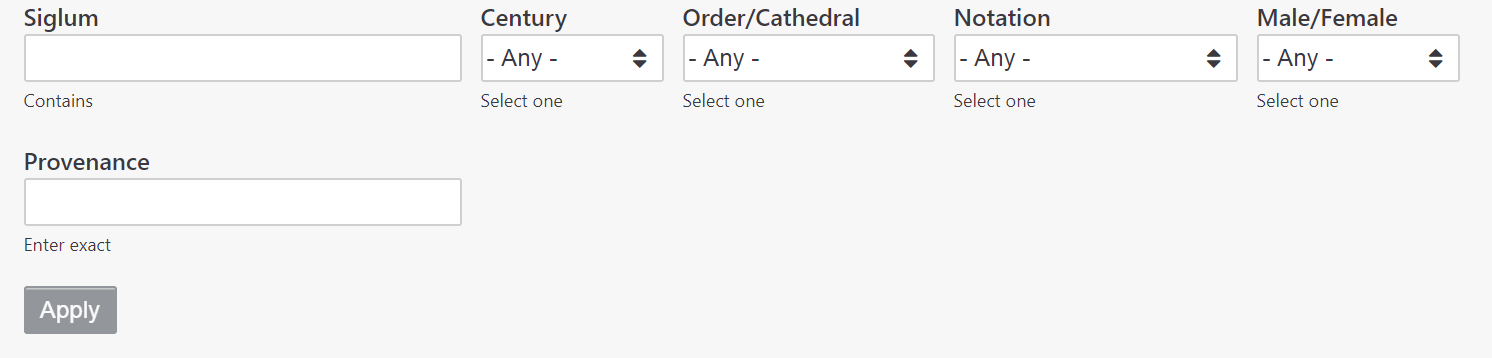 Siglum Century Order/Cathedral Notation Male/Female
- Any - - Any - - Any - - Any -
Contains Select one Select one Select one Select one
Provenance
Enter exact
Apply